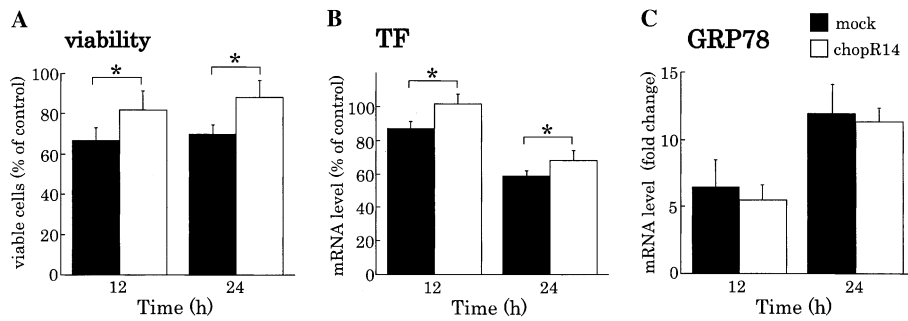 A
viability
viable cells (% of control)
100
80
60
40
20
0
*
*
12
24
Time (h)
B
TF
mRNA level (% of control)
100
80
60
40
20
0
*
*
12
24
Time (h)
C
GRP78
mock
chopR14
mRNA level (fold change)
15
10
5
0
12
24
Time (h)